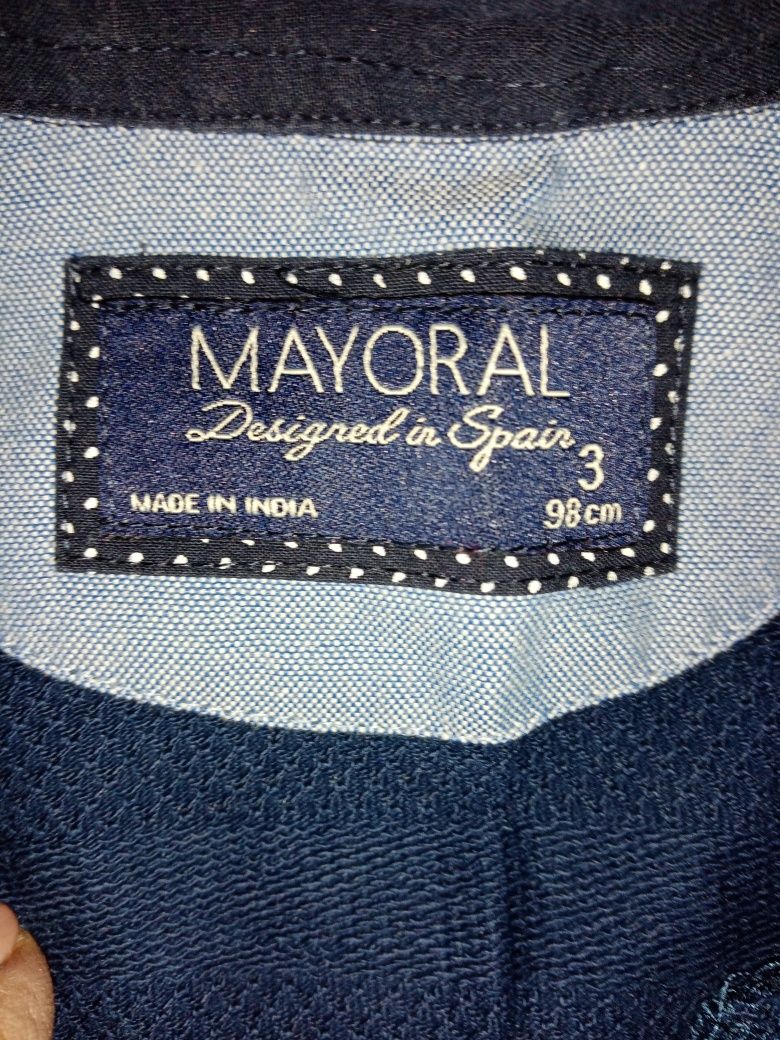 MAYORAL
Designed in Spain
3
MADE IN INDIA
98cm